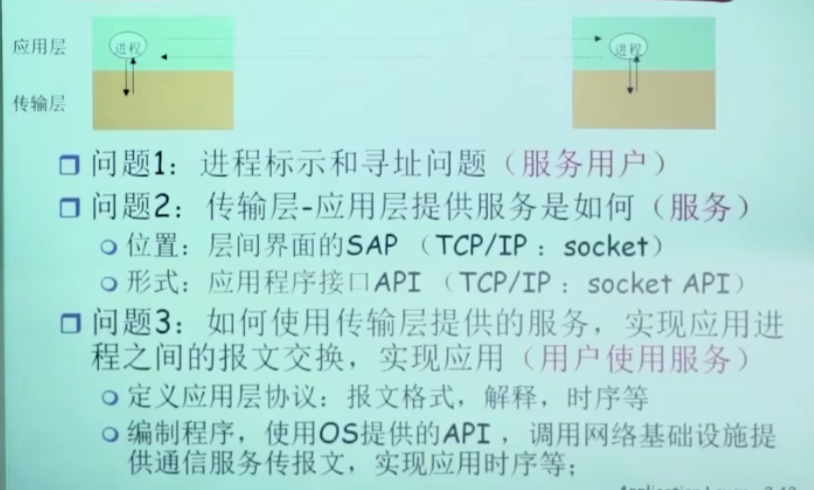 应用层
进程
进程
传输层
问题1：进程标示和寻址问题（服务用户）
问题2：传输层-应用层提供服务是如何（服务）
位置：层间界面的SAP （TCP/IP ：socket）
形式：应用程序接口API （TCP/IP ：socket API）
问题3：如何使用传输层提供的服务，实现应用进
程之间的报文交换，实现应用（用户使用服务）
定义应用层协议：报文格式，解释，时序等
编制程序，使用OS提供的API ，调用网络基础设施提
供通信服务传报文，实现应用时序等；